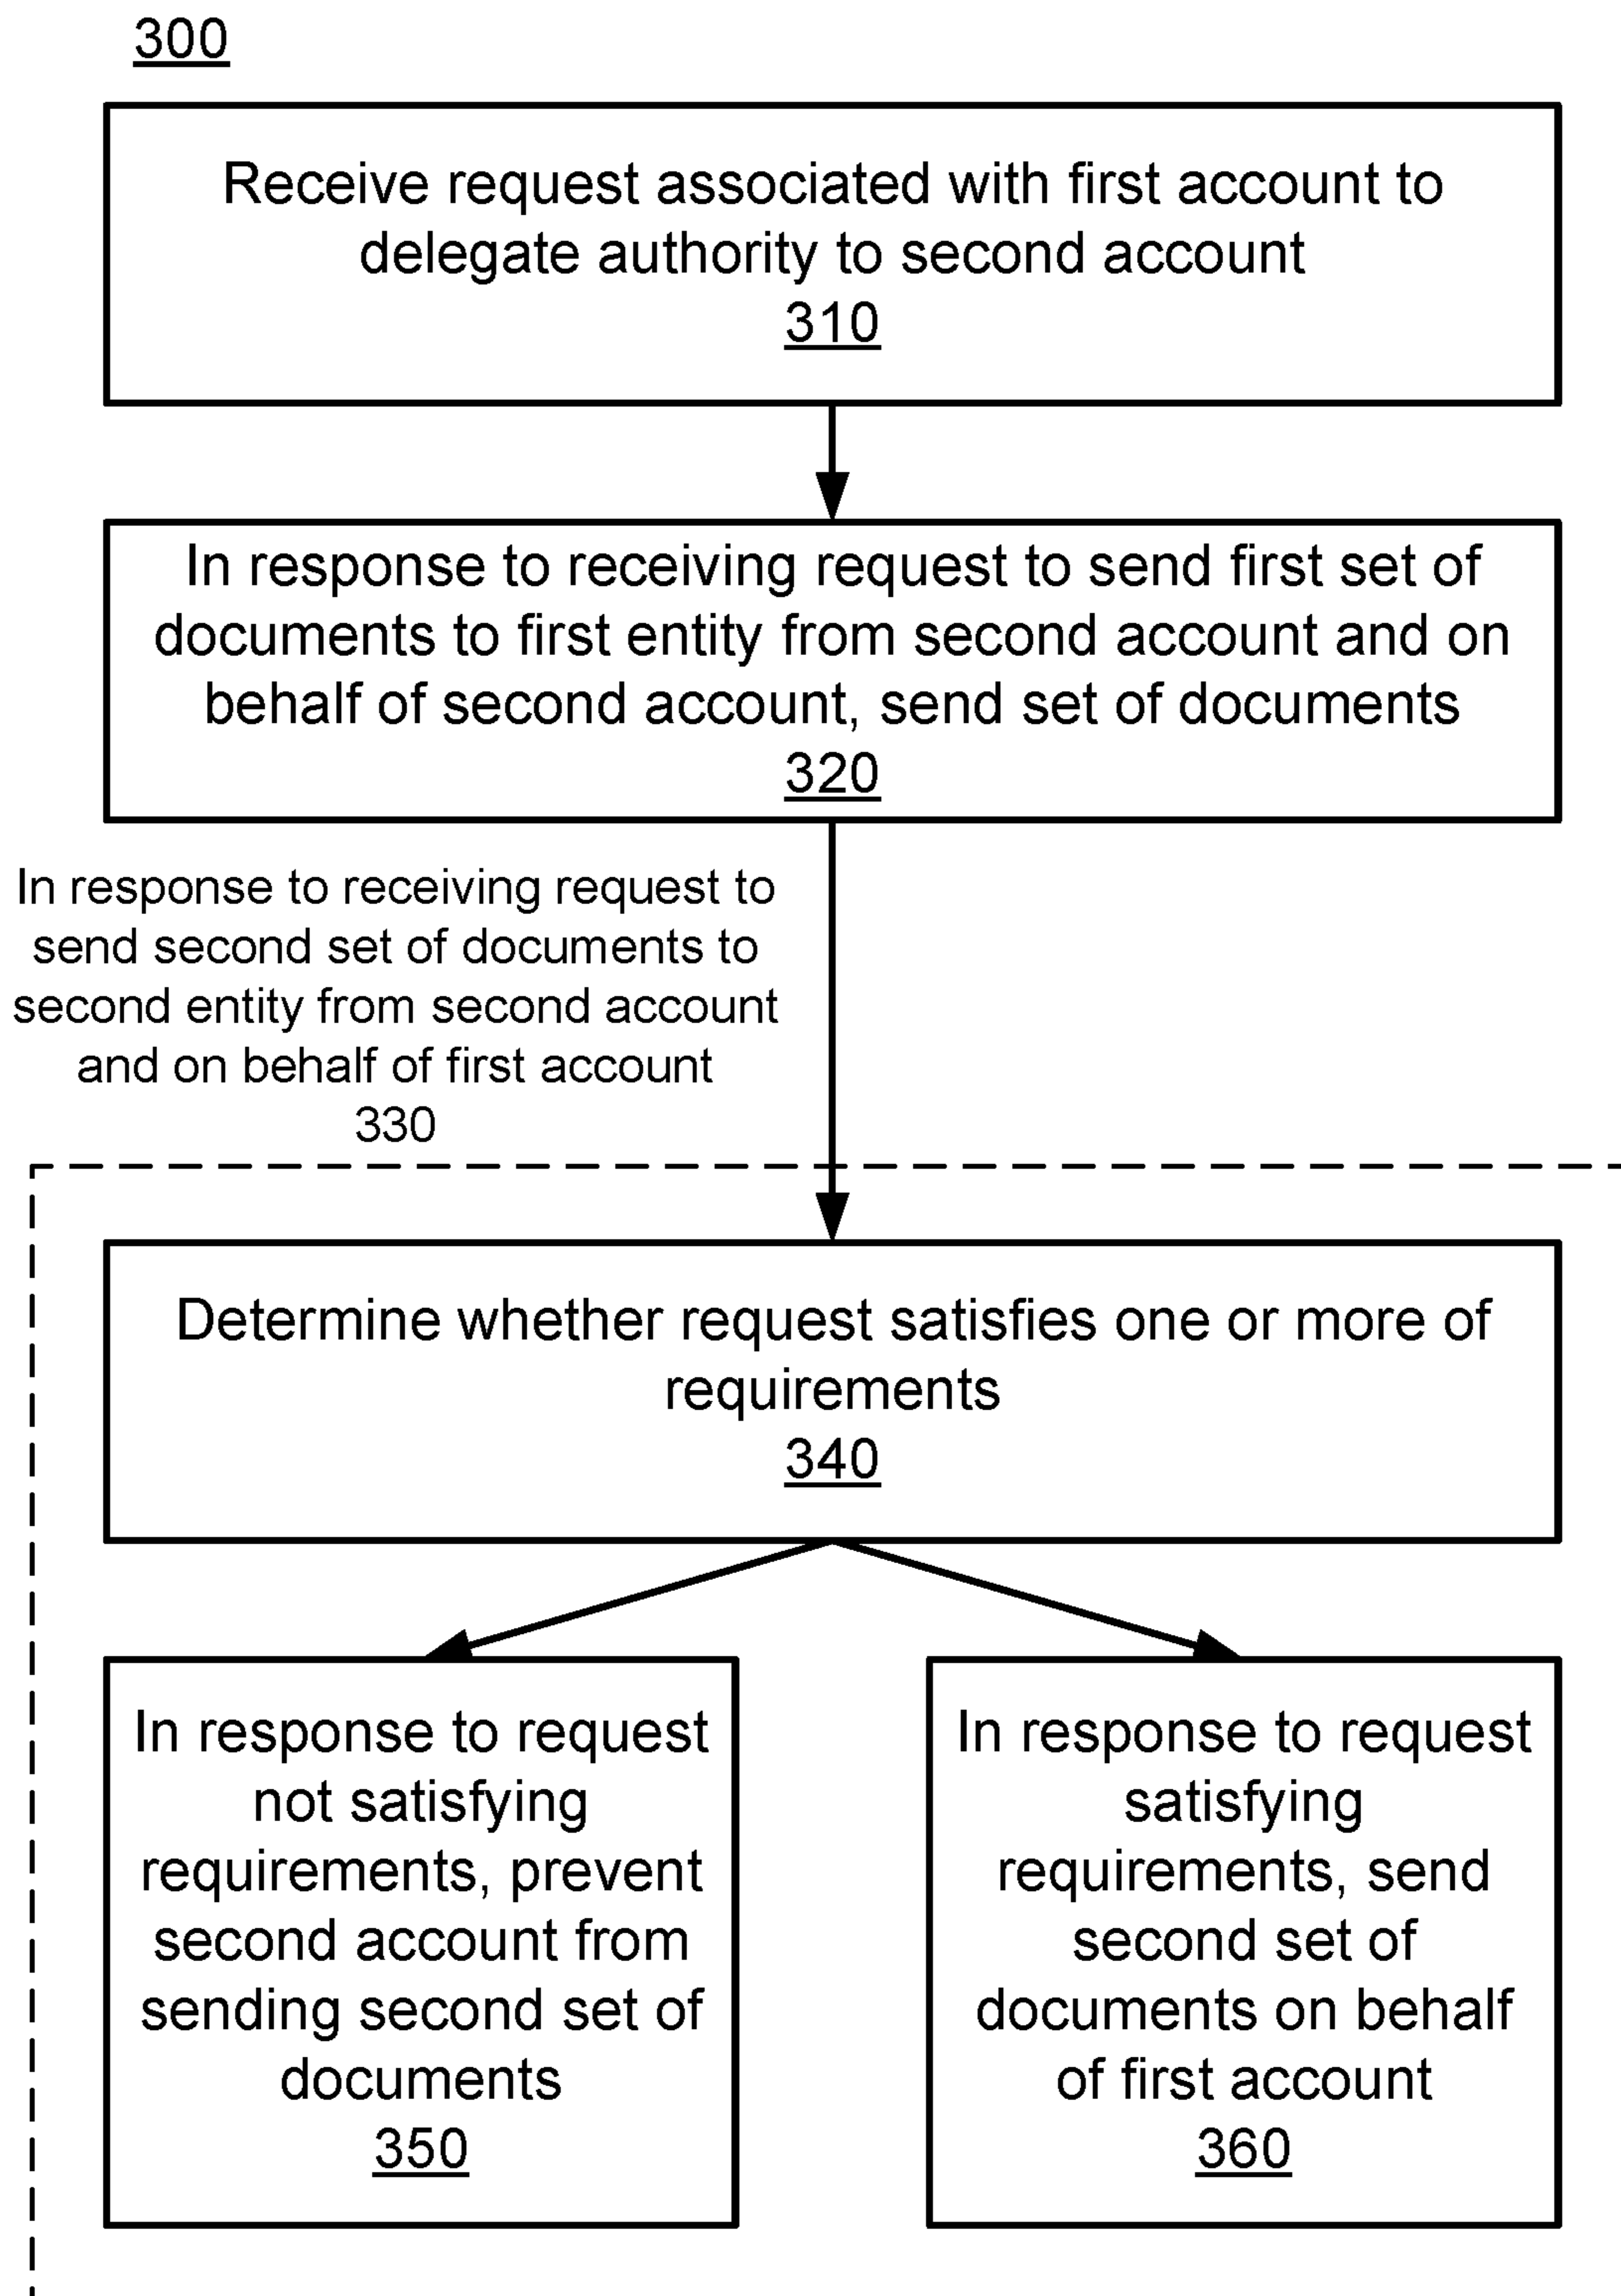 300
Receive request associated with first account to
delegate authority to second account
310
In response to receiving request to send first set of
documents to first entity from second account and on
behalf of second account, send set of documents
320
In response to receiving request to
send second set of documents to
second entity from second account
and on behalf of first account
330
Determine whether request satisfies one or more of
requirements
340
In response to request
not satisfying
requirements, prevent
second account from
sending second set of
documents
350
In response to request
satisfying
requirements, send
second set of
documents on behalf
of first account
360